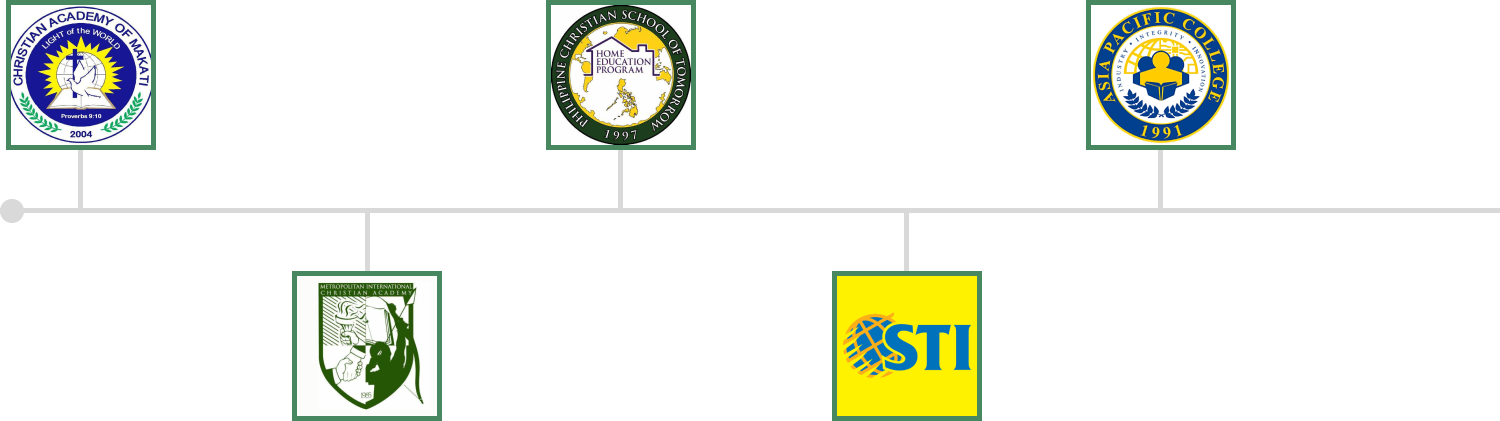 CHRISTIAN ACADEMY OF MAKATI
LIGHT of the WORLD
Proverbs 9:10
2004
METROPOLITAN INTERNATIONAL
CHRISTIAN ACADEMY
1985
PHILIPPINE CHRISTIAN SCHOOL OF TOMORROW
HOME
EDUCATION
PROGRAM
1997
STI
ASIA PACIFIC COLLEGE
INDUSTRY • INTEGRITY • INNOVATION
1991